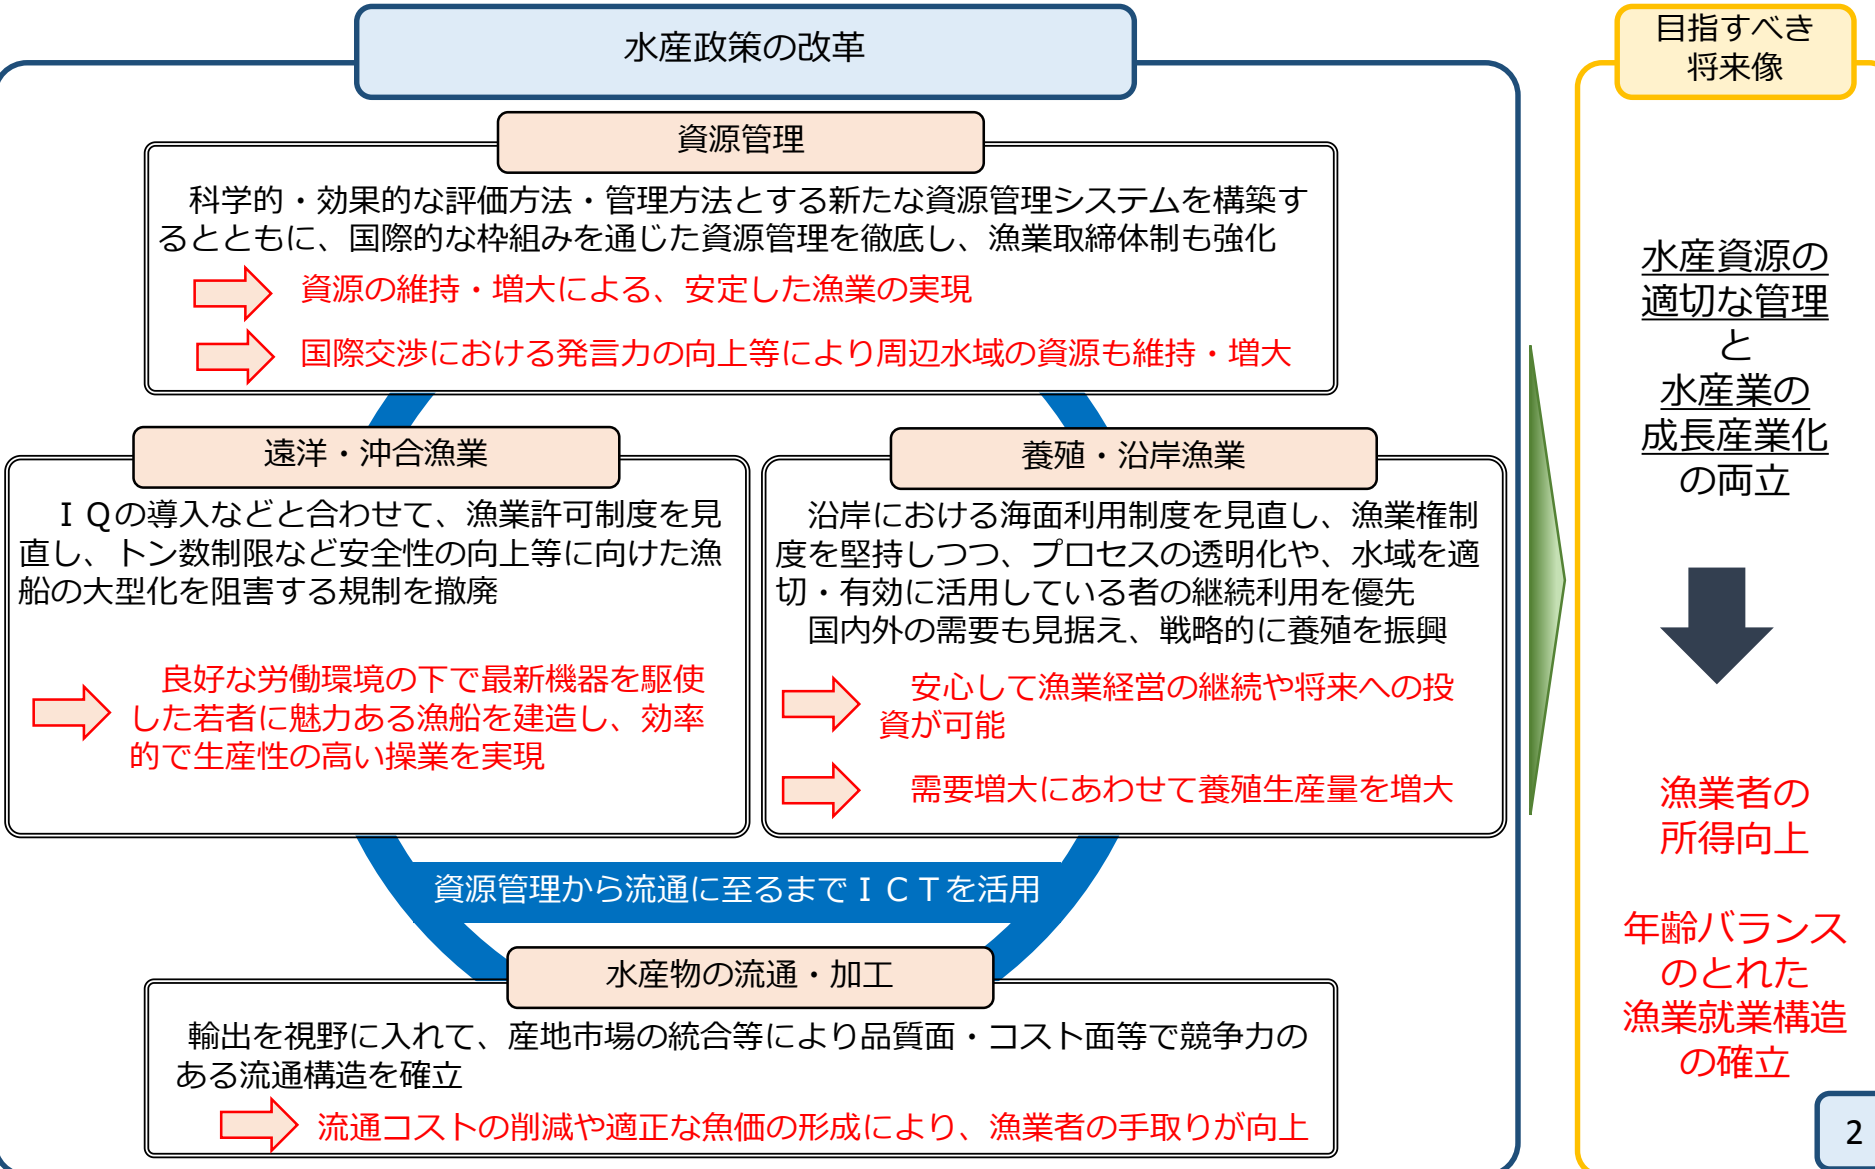 水産政策の改革
資源管理
科学的・効果的な評価方法・管理方法とする新たな資源管理システムを構築す
るとともに、国際的な枠組みを通じた資源管理を徹底し、漁業取締体制も強化
資源の維持・増大による、安定した漁業の実現
国際交渉における発言力の向上等により周辺水域の資源も維持・増大
遠洋・沖合漁業
ＩＱの導入などと合わせて、漁業許可制度を見
直し、トン数制限など安全性の向上等に向けた漁
船の大型化を阻害する規制を撤廃
良好な労働環境の下で最新機器を駆使
した若者に魅力ある漁船を建造し、効率
的で生産性の高い操業を実現
養殖・沿岸漁業
沿岸における海面利用制度を見直し、漁業権制
度を堅持しつつ、プロセスの透明化や、水域を適
切・有効に活用している者の継続利用を優先
国内外の需要も見据え、戦略的に養殖を振興
安心して漁業経営の継続や将来への投
資が可能
需要増大にあわせて養殖生産量を増大
資源管理から流通に至るまでＩＣＴを活用
水産物の流通・加工
輸出を視野に入れて、産地市場の統合等により品質面・コスト面等で競争力の
ある流通構造を確立
流通コストの削減や適正な魚価の形成により、漁業者の手取りが向上
目指すべき
将来像
水産資源の
適切な管理
と
水産業の
成長産業化
の両立
漁業者の
所得向上
年齢バランス
のとれた
漁業就業構造
の確立
2